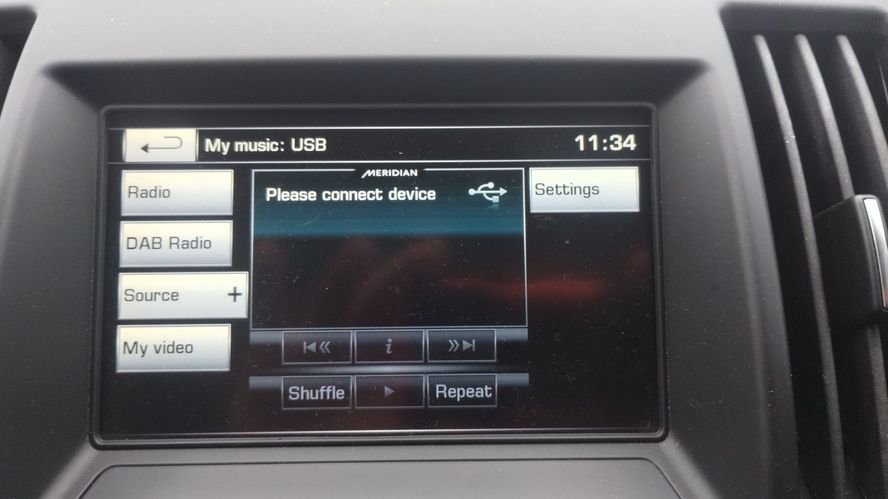 My music: USB
11:34
MERIDIAN
Radio
Please connect device
Settings
DAB Radio
Source +
My video
i
Shuffle
Repeat